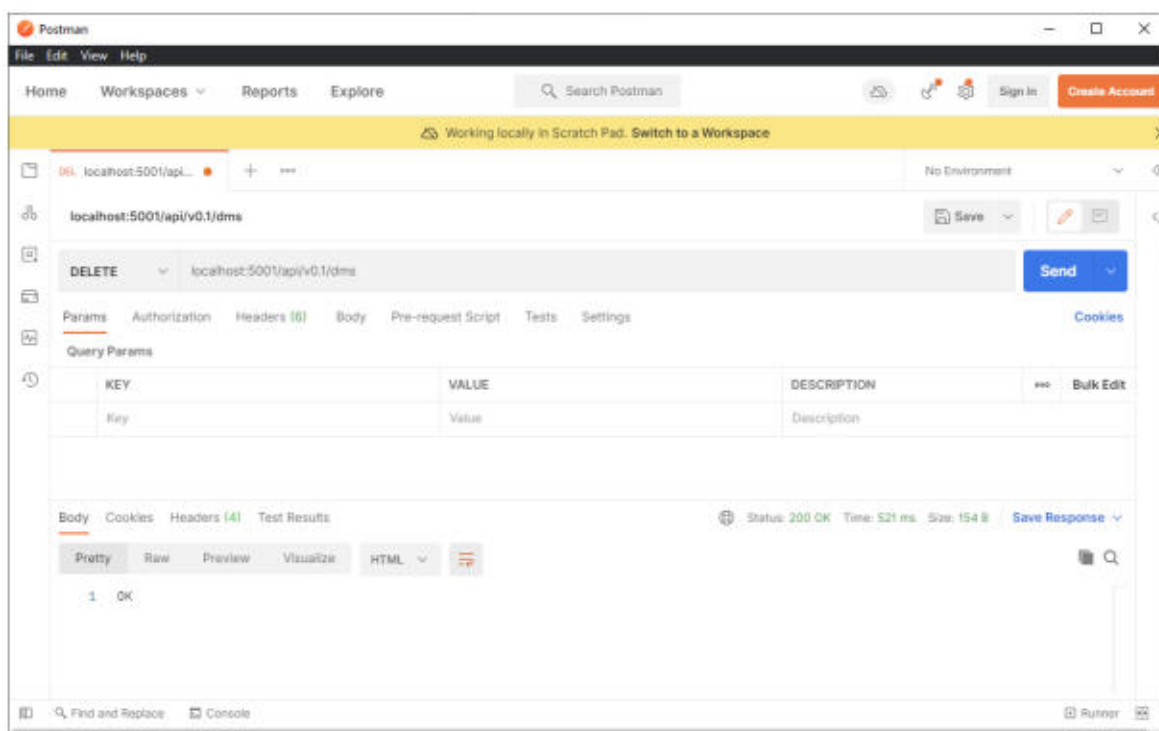 Postman
File Edit View Help
Home Workspaces Reports Explore Search Postman Sign In Create Account
Working locally in Scratch Pad. Switch to a Workspace
DEL localhost:5001/api... No Environment
localhost:5001/api/v0.1/dms Save
DELETE localhost:5001/api/v0.1/dms Send
Params Authorization Headers (6) Body Pre-request Script Tests Settings Cookies
Query Params
KEY VALUE DESCRIPTION Bulk Edit
Key Value Description
Body Cookies Headers (4) Test Results Status: 200 OK Time: 521 ms Size: 154 B Save Response
Pretty Raw Preview Visualize HTML
1 OK
Find and Replace Console Runner